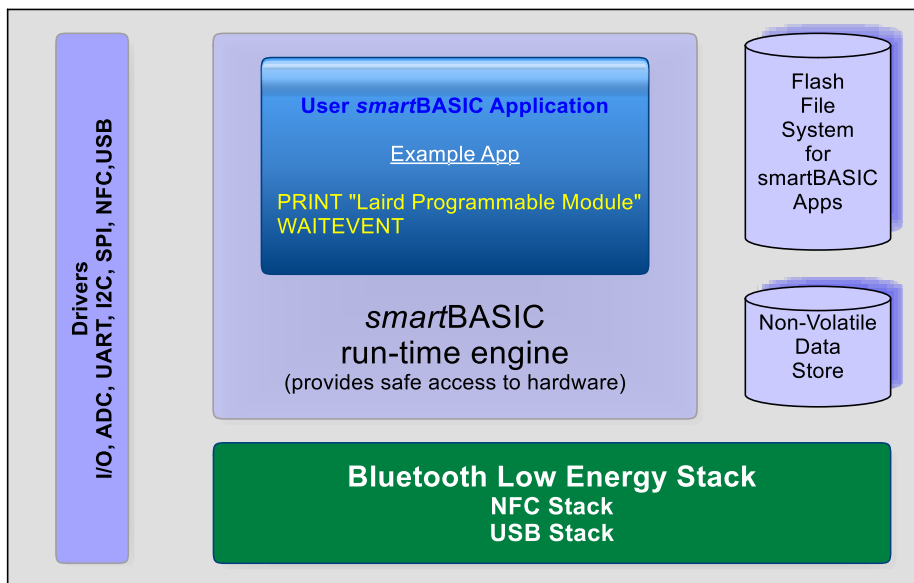 Drivers
I/O, ADC, UART, I2C, SPI, NFC,USB
User smartBASIC Application
Example App
PRINT "Laird Programmable Module"
WAITEVENT
smartBASIC
run-time engine
(provides safe access to hardware)
Flash
File
System
for
smartBASIC
Apps
Non-Volatile
Data
Store
Bluetooth Low Energy Stack
NFC Stack
USB Stack